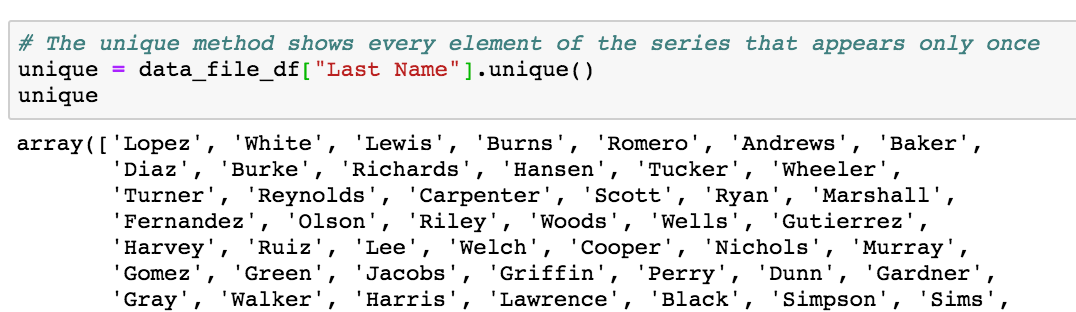 # The unique method shows every element of the series that appears only once
unique = data_file_df["Last Name"].unique()
unique
array(['Lopez', 'White', 'Lewis', 'Burns', 'Romero', 'Andrews', 'Baker',
'Diaz', 'Burke', 'Richards', 'Hansen', 'Tucker', 'Wheeler',
'Turner', 'Reynolds', 'Carpenter', 'Scott', 'Ryan', 'Marshall',
'Fernandez', 'Olson', 'Riley', 'Woods', 'Wells', 'Gutierrez',
'Harvey', 'Ruiz', 'Lee', 'Welch', 'Cooper', 'Nichols', 'Murray',
'Gomez', 'Green', 'Jacobs', 'Griffin', 'Perry', 'Dunn', 'Gardner',
'Gray', 'Walker', 'Harris', 'Lawrence', 'Black', 'Simpson', 'Sims',